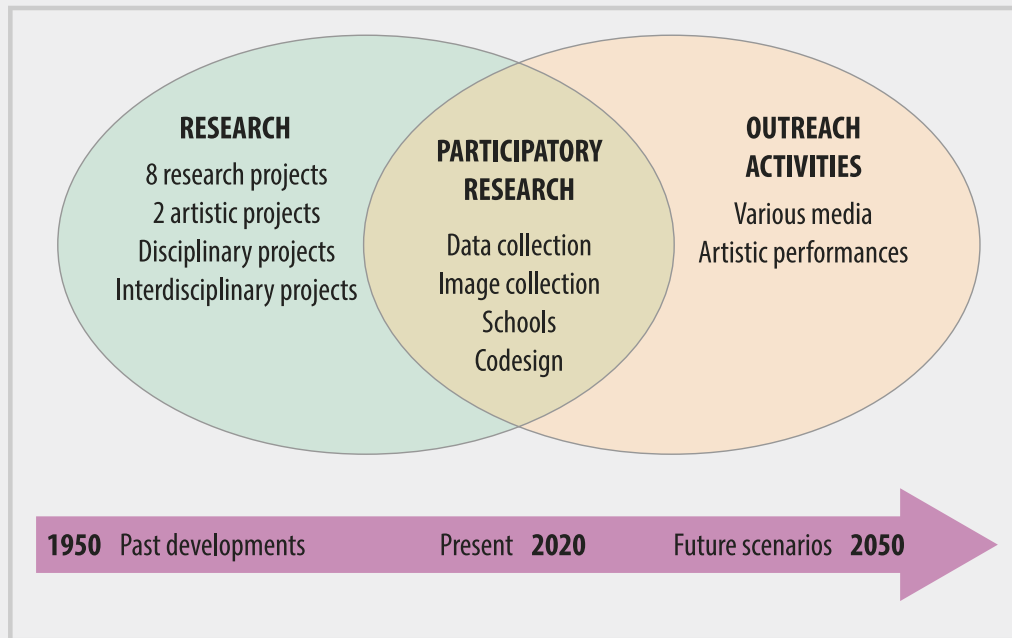 RESEARCH
8 research projects
2 artistic projects
Disciplinary projects
Interdisciplinary projects
PARTICIPATORY
RESEARCH
Data collection
Image collection
Schools
Codesign
OUTREACH
ACTIVITIES
Various media
Artistic performances
1950 Past developments Present 2020 Future scenarios 2050